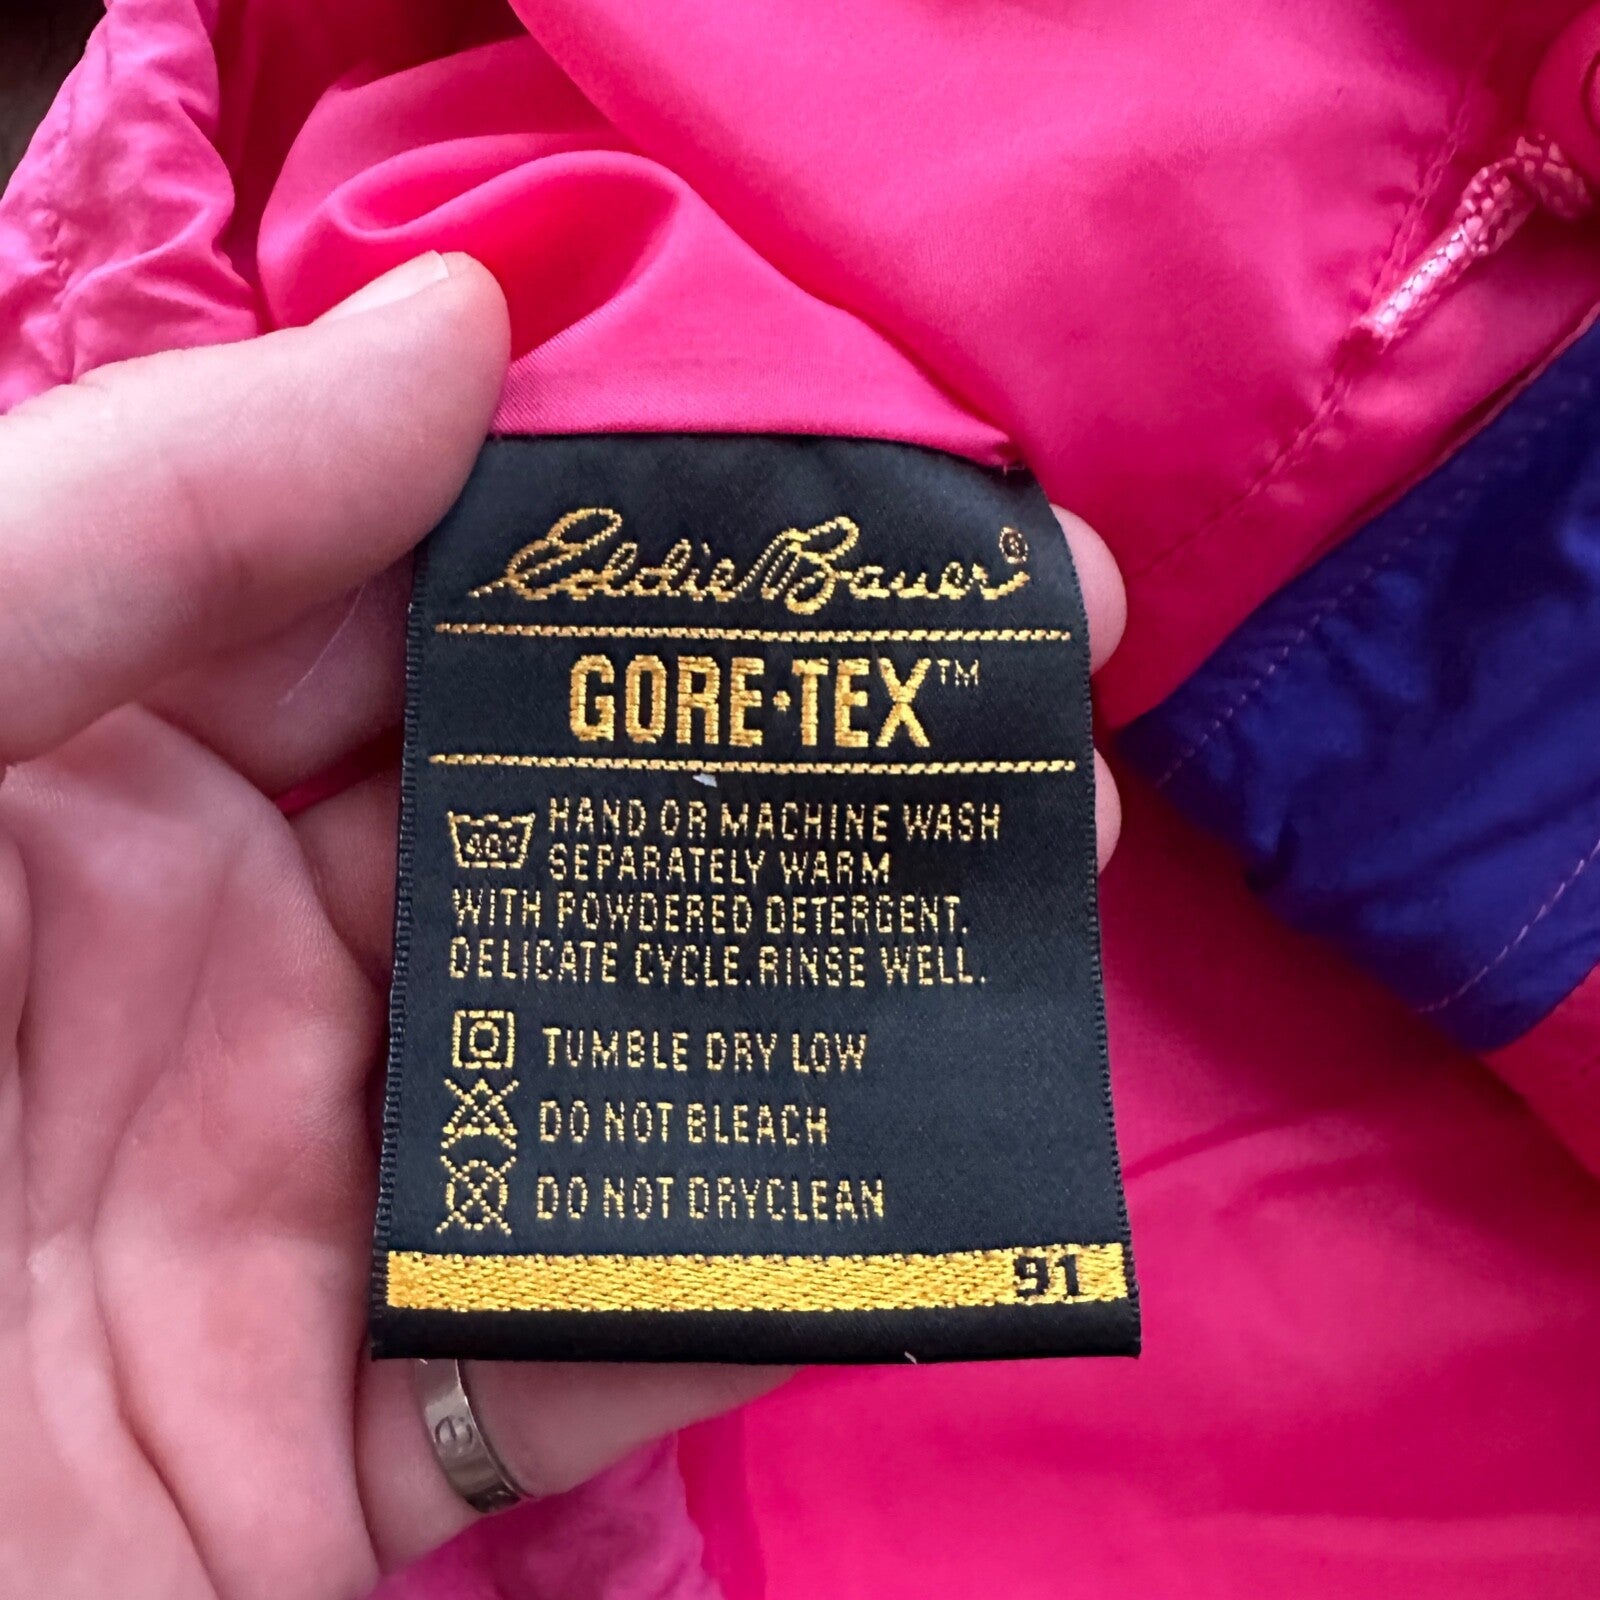 Eddie Bauer®
GORE·TEX™
40°
HAND OR MACHINE WASH
SEPARATELY WARM
WITH POWDERED DETERGENT.
DELICATE CYCLE. RINSE WELL.
TUMBLE DRY LOW
DO NOT BLEACH
DO NOT DRYCLEAN
91